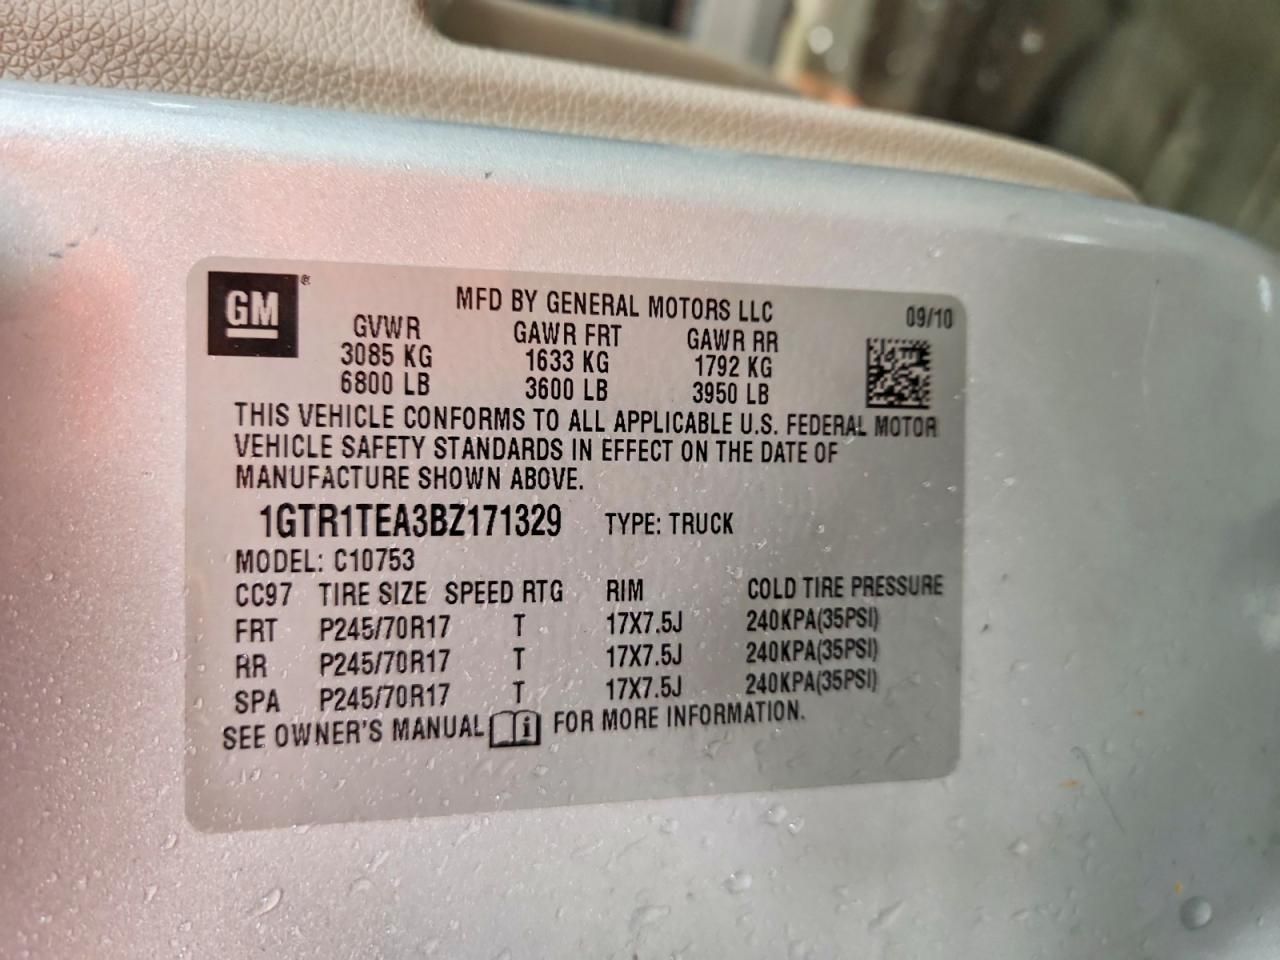 GM®
MFD BY GENERAL MOTORS LLC 09/10
GVWR GAWR FRT GAWR RR
3085 KG 1633 KG 1792 KG
6800 LB 3600 LB 3950 LB
THIS VEHICLE CONFORMS TO ALL APPLICABLE U.S. FEDERAL MOTOR
VEHICLE SAFETY STANDARDS IN EFFECT ON THE DATE OF
MANUFACTURE SHOWN ABOVE.
1GTR1TEA3BZ171329 TYPE: TRUCK
MODEL: C10753
CC97 TIRE SIZE SPEED RTG RIM COLD TIRE PRESSURE
FRT P245/70R17 T 17X7.5J 240KPA(35PSI)
RR P245/70R17 T 17X7.5J 240KPA(35PSI)
SPA P245/70R17 T 17X7.5J 240KPA(35PSI)
SEE OWNER'S MANUAL i FOR MORE INFORMATION.